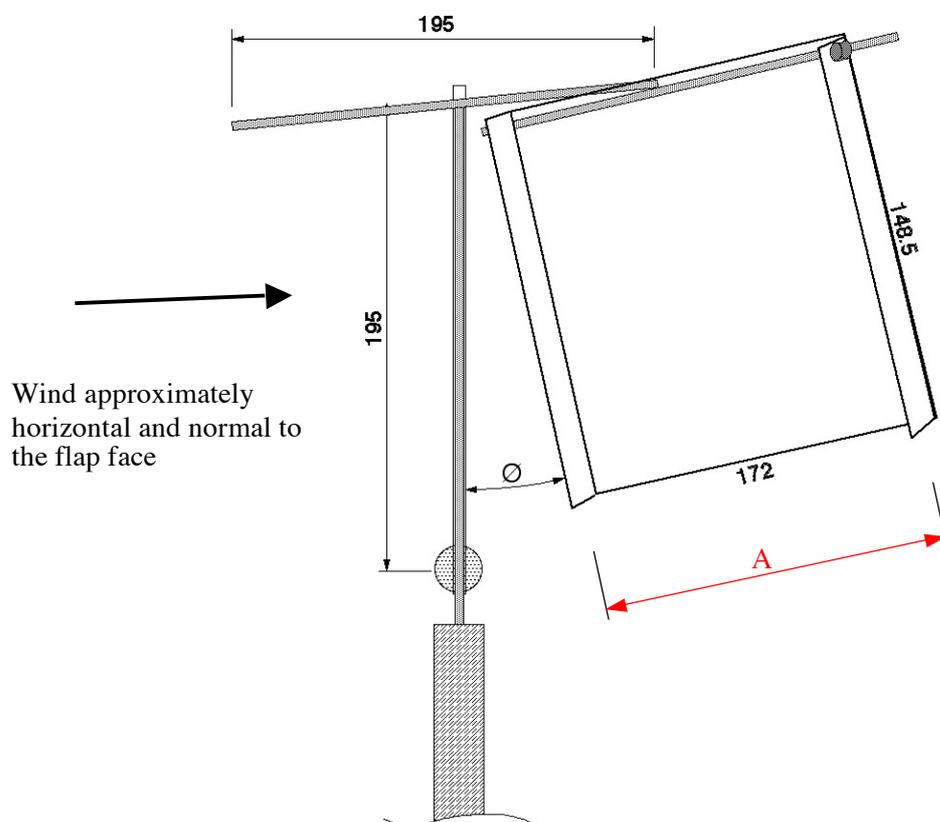 195
148.5
195
Wind approximately
horizontal and normal to
the flap face
Ø
172
A